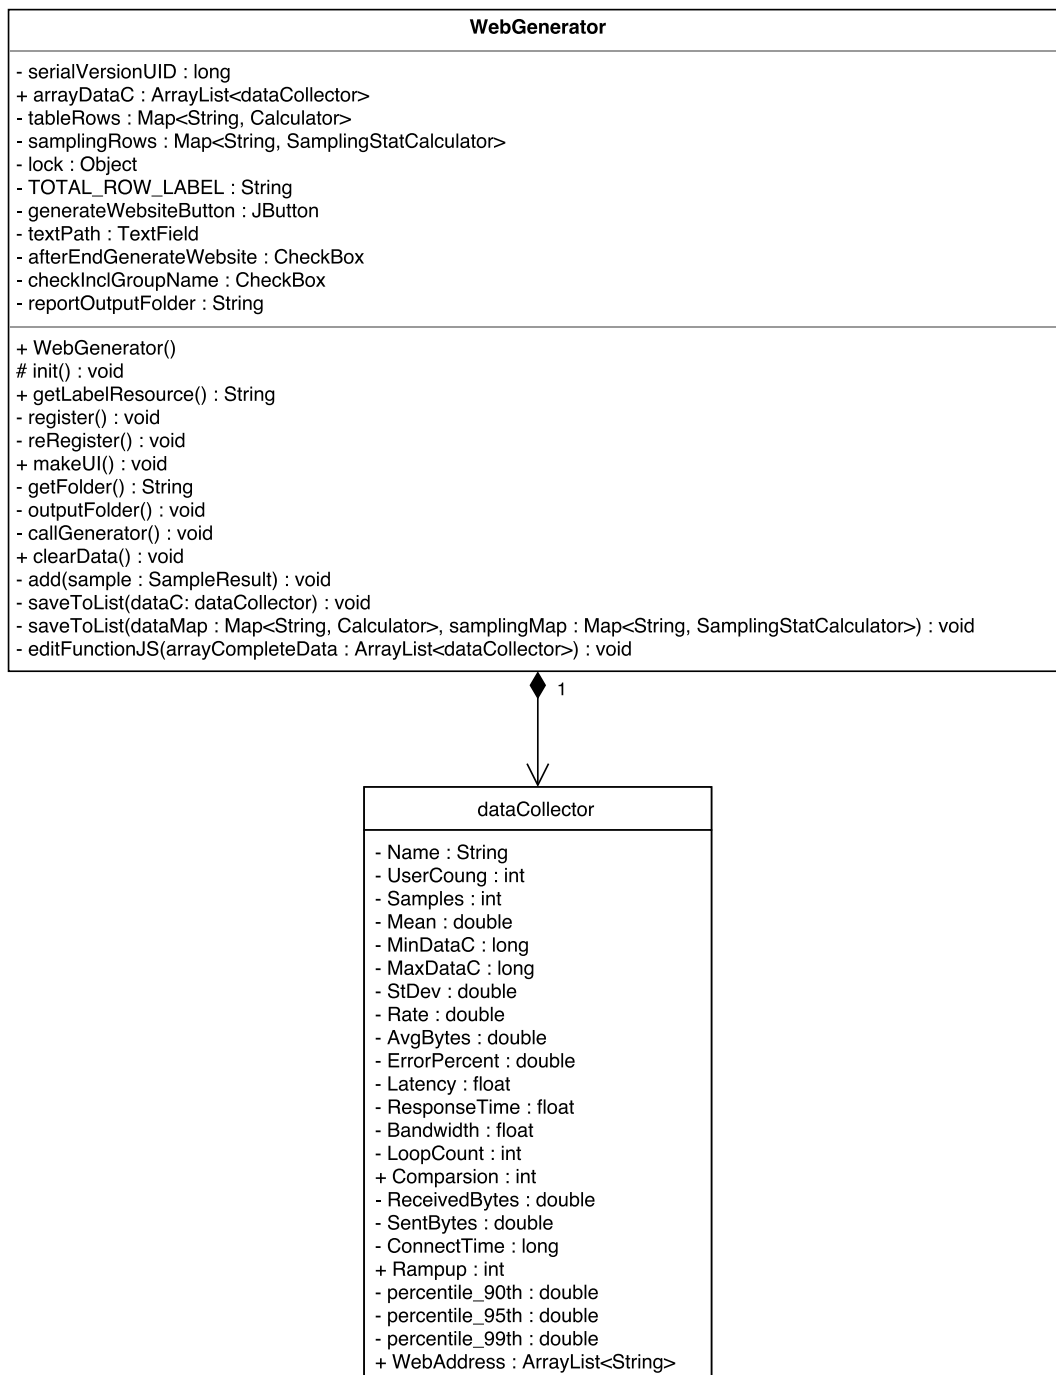 WebGenerator
- serialVersionUID : long
+ arrayDataC : ArrayList<dataCollector>
- tableRows : Map<String, Calculator>
- samplingRows : Map<String, SamplingStatCalculator>
- lock : Object
- TOTAL_ROW_LABEL : String
- generateWebsiteButton : JButton
- textPath : TextField
- afterEndGenerateWebsite : CheckBox
- checkInclGroupName : CheckBox
- reportOutputFolder : String
+ WebGenerator()
# init() : void
+ getLabelResource() : String
- register() : void
- reRegister() : void
+ makeUI() : void
- getFolder() : String
- outputFolder() : void
- callGenerator() : void
+ clearData() : void
- add(sample : SampleResult) : void
- saveToList(dataC: dataCollector) : void
- saveToList(dataMap : Map<String, Calculator>, samplingMap : Map<String, SamplingStatCalculator>) : void
- editFunctionJS(arrayCompleteData : ArrayList<dataCollector>) : void
1
dataCollector
- Name : String
- UserCoung : int
- Samples : int
- Mean : double
- MinDataC : long
- MaxDataC : long
- StDev : double
- Rate : double
- AvgBytes : double
- ErrorPercent : double
- Latency : float
- ResponseTime : float
- Bandwidth : float
- LoopCount : int
+ Comparsion : int
- ReceivedBytes : double
- SentBytes : double
- ConnectTime : long
+ Rampup : int
- percentile_90th : double
- percentile_95th : double
- percentile_99th : double
+ WebAddress : ArrayList<String>